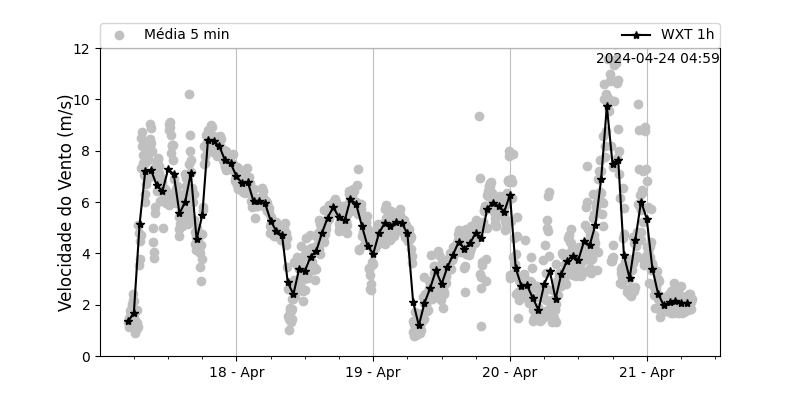 Média 5 min
WXT 1h
2024-04-24 04:59
Velocidade do Vento (m/s)
12
10
8
6
4
2
0
18 - Apr
19 - Apr
20 - Apr
21 - Apr